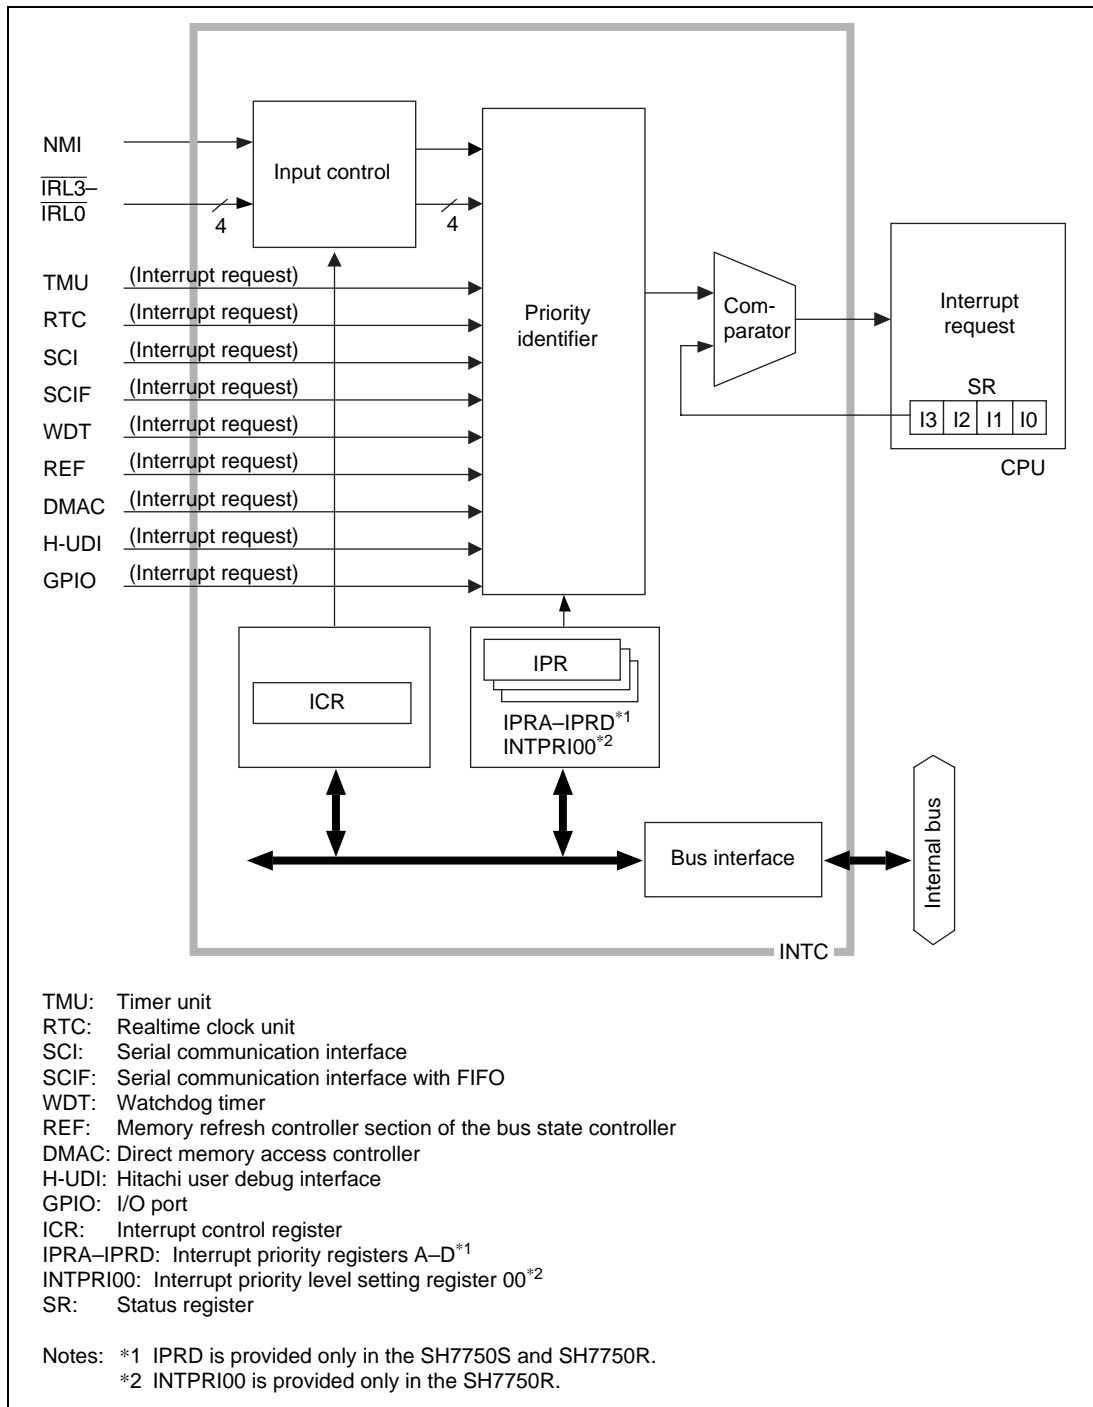 NMI
IRL3–
IRL0
4
Input control
4
TMU (Interrupt request)
RTC (Interrupt request)
SCI (Interrupt request)
SCIF (Interrupt request)
WDT (Interrupt request)
REF (Interrupt request)
DMAC (Interrupt request)
H-UDI (Interrupt request)
GPIO (Interrupt request)
Priority
identifier
Com-
parator
Interrupt
request
SR
I3 I2 I1 I0
CPU
ICR
IPR
IPRA–IPRD*1
INTPRI00*2
Bus interface
Internal bus
INTC
TMU: Timer unit
RTC: Realtime clock unit
SCI: Serial communication interface
SCIF: Serial communication interface with FIFO
WDT: Watchdog timer
REF: Memory refresh controller section of the bus state controller
DMAC: Direct memory access controller
H-UDI: Hitachi user debug interface
GPIO: I/O port
ICR: Interrupt control register
IPRA–IPRD: Interrupt priority registers A–D*1
INTPRI00: Interrupt priority level setting register 00*2
SR: Status register
Notes: *1 IPRD is provided only in the SH7750S and SH7750R.
*2 INTPRI00 is provided only in the SH7750R.